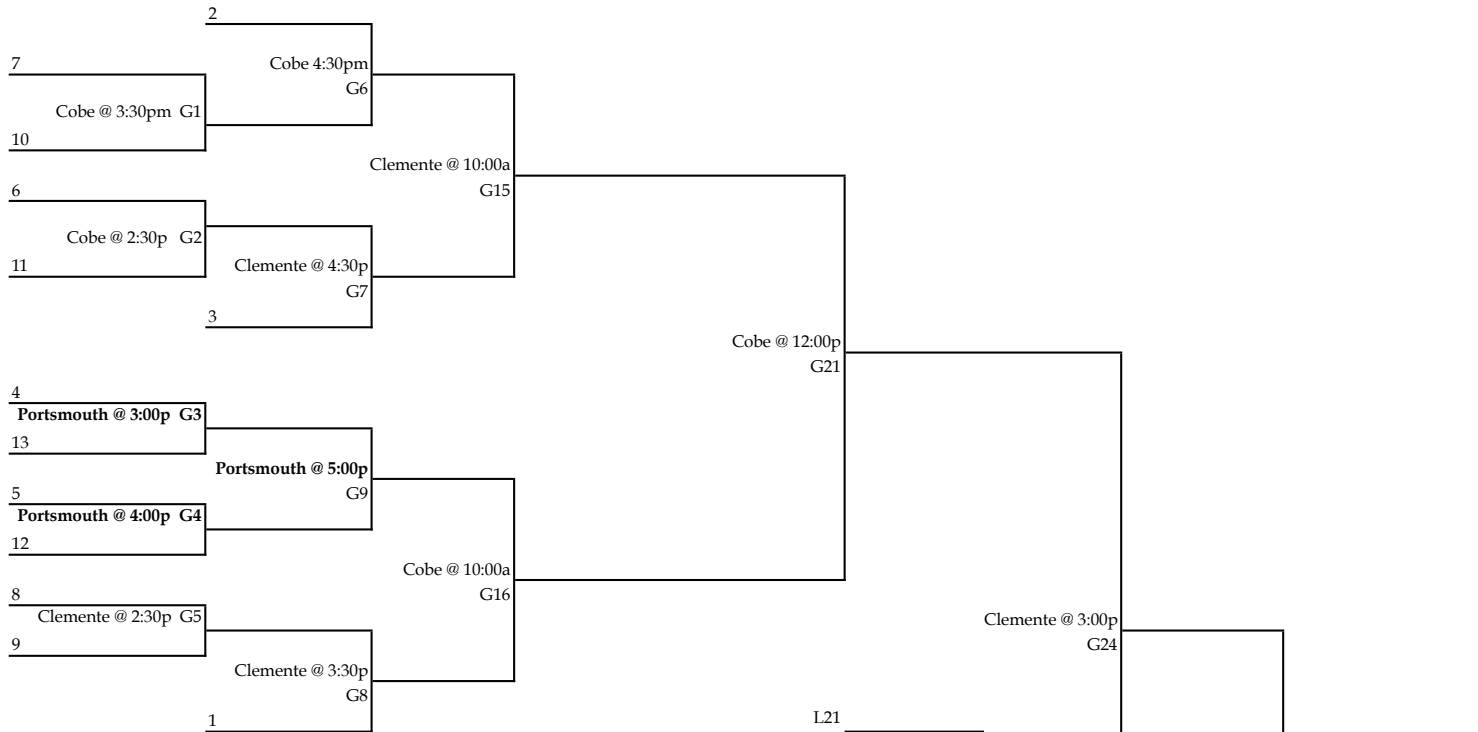 2
Cobe 4:30pm
G6
7
Cobe @ 3:30pm G1
10
Clemente @ 10:00a
G15
6
Cobe @ 2:30p G2
11
Clemente @ 4:30p
G7
3
Cobe @ 12:00p
G21
4
Portsmouth @ 3:00p G3
13
Portsmouth @ 5:00p
G9
5
Portsmouth @ 4:00p G4
12
Cobe @ 10:00a
G16
8
Clemente @ 2:30p G5
9
Clemente @ 3:30p
G8
1
Clemente @ 3:00p
G24
L21